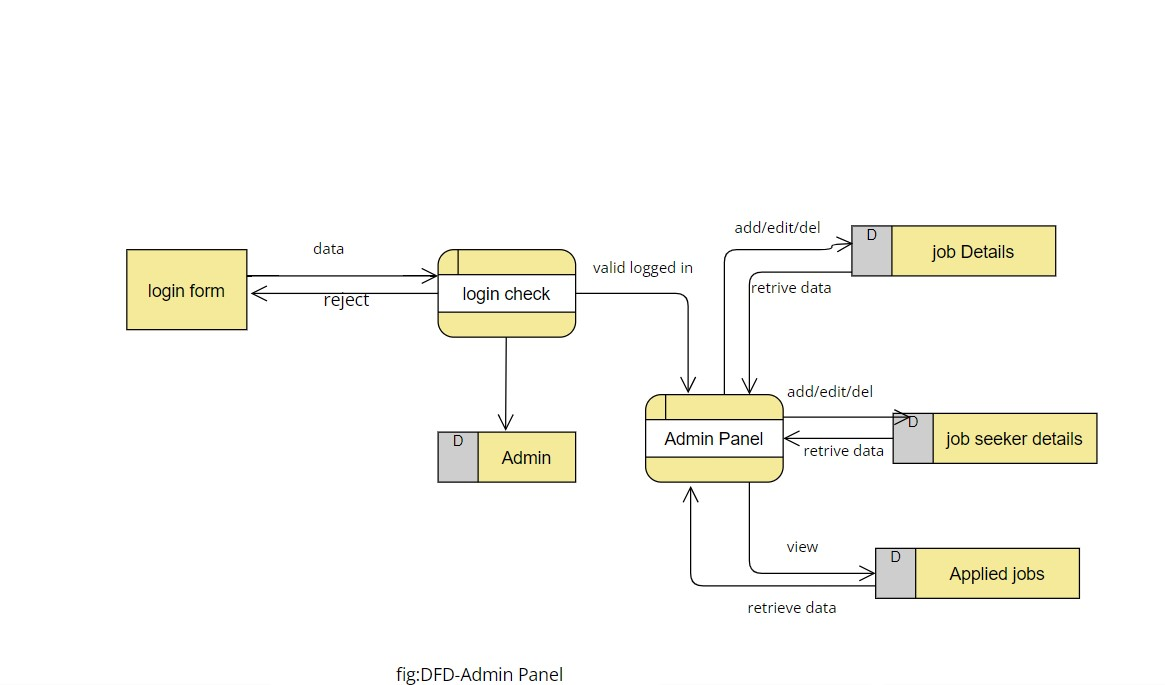 add/edit/del
D
job Details
data
valid logged in
login form
login check
reject
retrive data
add/edit/del
D
Admin Panel
job seeker details
D
Admin
retrive data
view
D
Applied jobs
retrieve data
fig:DFD-Admin Panel